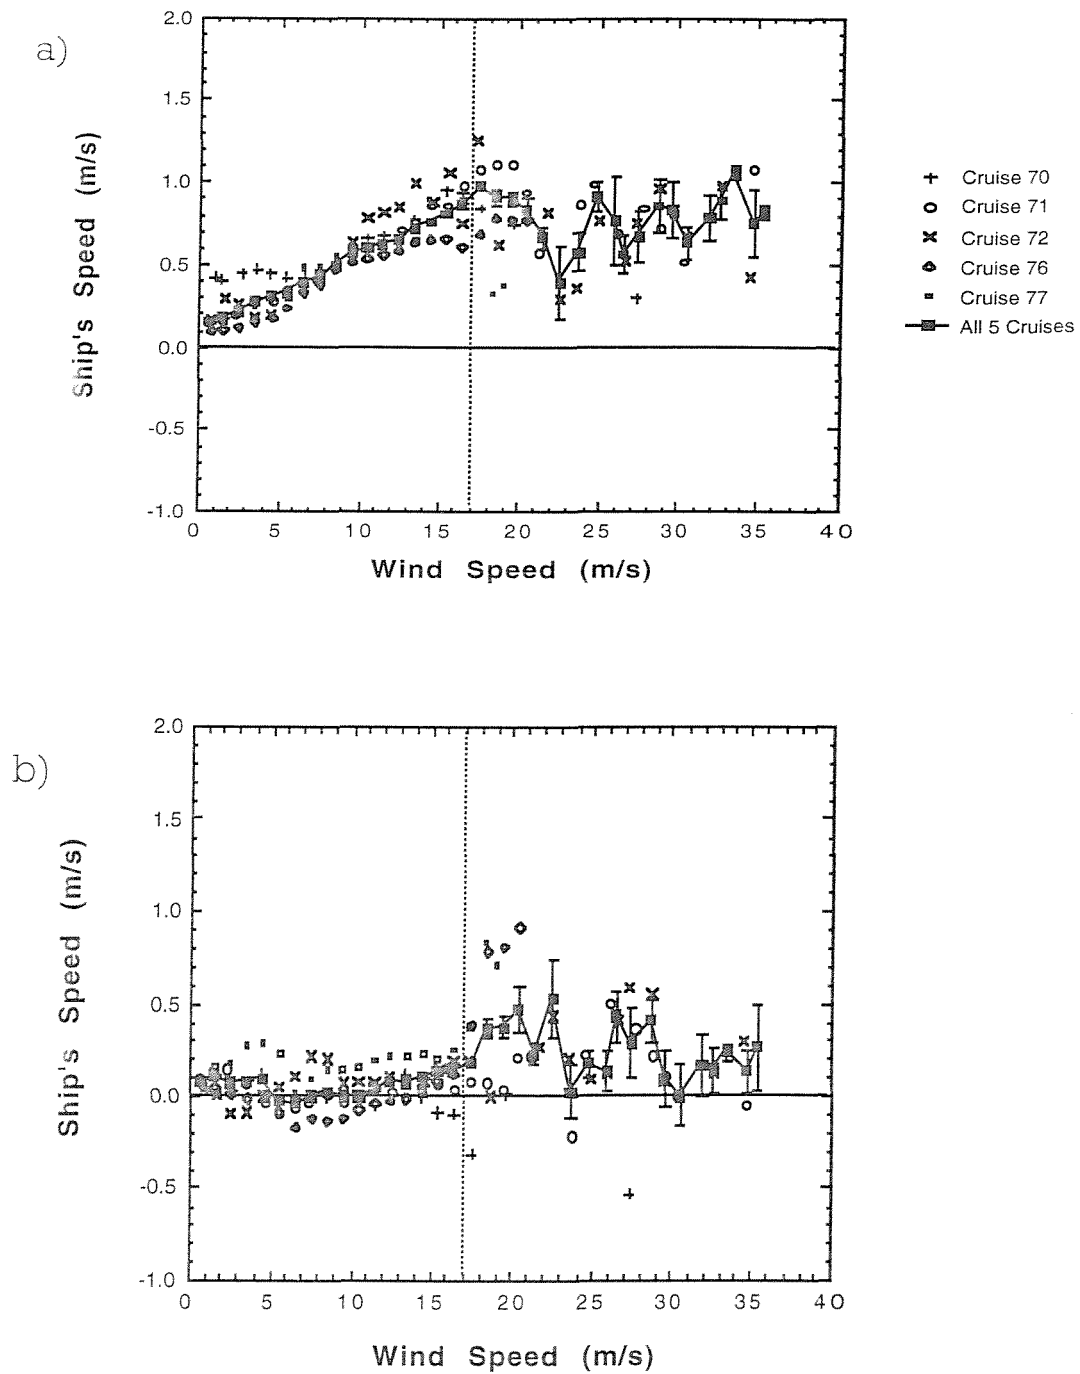 a)
2.0
1.5
1.0
0.5
0.0
-0.5
-1.0
Ship's Speed (m/s)
0 5 10 15 20 25 30 35 40
Wind Speed (m/s)
Cruise 70
Cruise 71
Cruise 72
Cruise 76
Cruise 77
All 5 Cruises
b)
2.0
1.5
1.0
0.5
0.0
-0.5
-1.0
Ship's Speed (m/s)
0 5 10 15 20 25 30 35 40
Wind Speed (m/s)